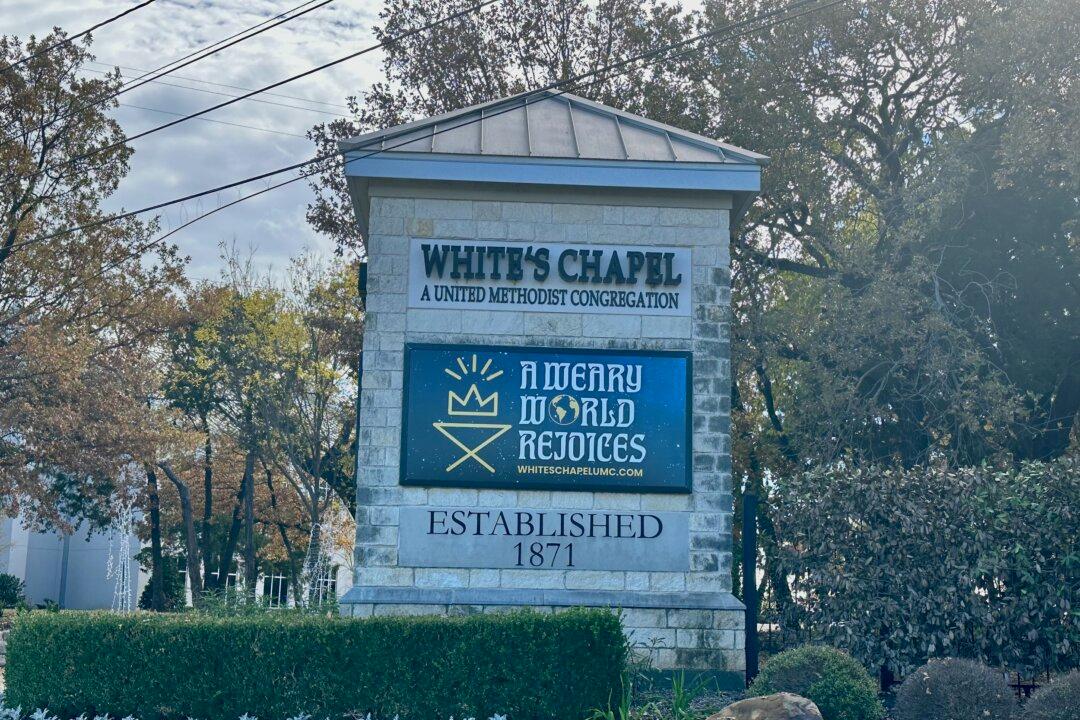 WHITE'S CHAPEL
A UNITED METHODIST CONGREGATION
A WEARY
WORLD
REJOICES
WHITESCHAPELUMC.COM
ESTABLISHED
1871